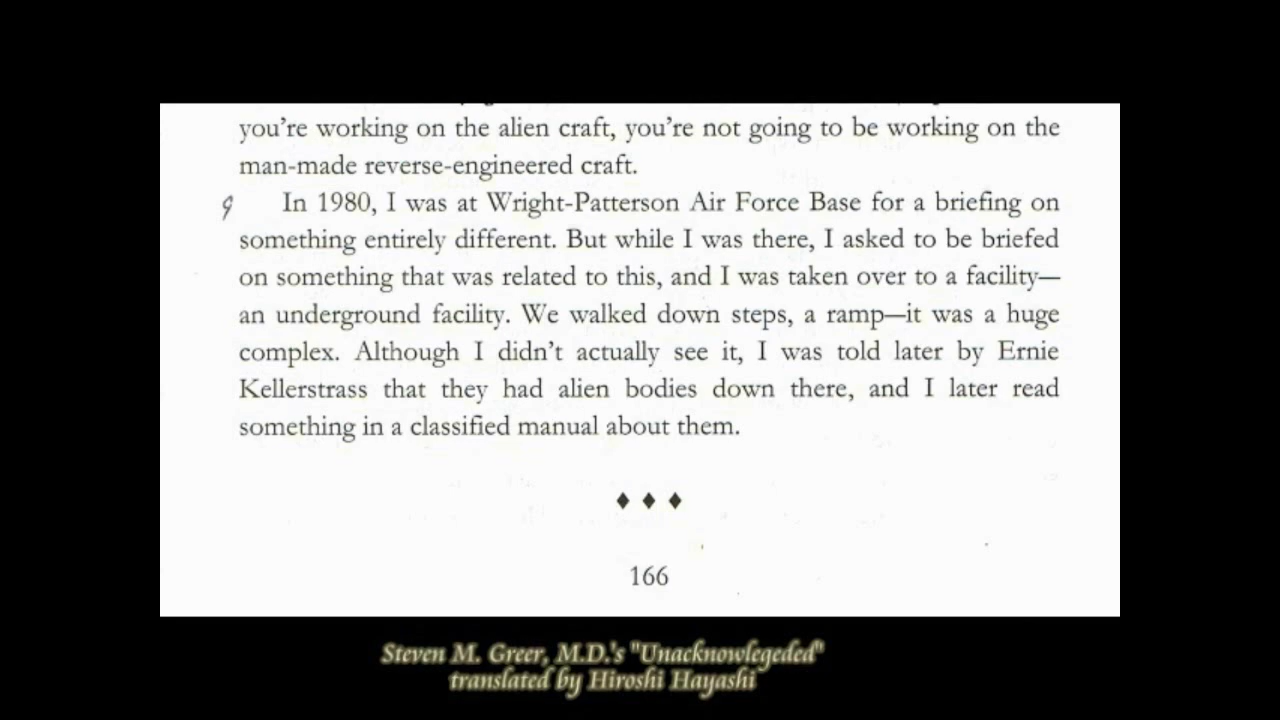 you're working on the alien craft, you're not going to be working on the
man-made reverse-engineered craft.
9 In 1980, I was at Wright-Patterson Air Force Base for a briefing on
something entirely different. But while I was there, I asked to be briefed
on something that was related to this, and I was taken over to a facility—
an underground facility. We walked down steps, a ramp—it was a huge
complex. Although I didn't actually see it, I was told later by Ernie
Kellerstrass that they had alien bodies down there, and I later read
something in a classified manual about them.
♦ ♦ ♦
166
Steven M. Greer, M.D.'s "Unacknowlegeded"
translated by Hiroshi Hayashi